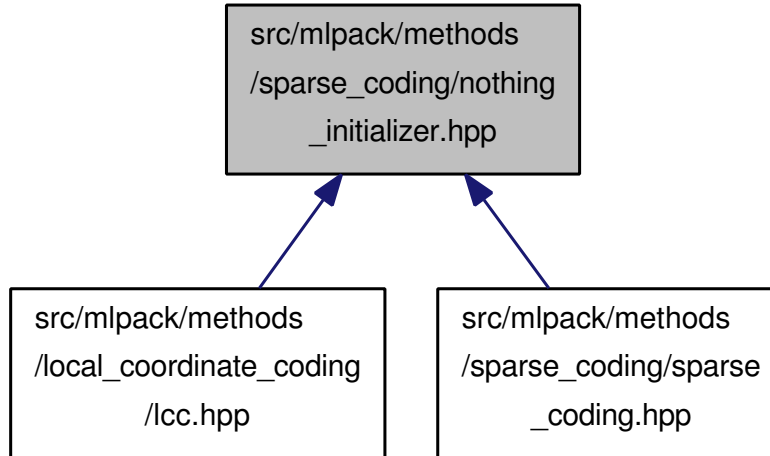 src/mlpack/methods
/sparse_coding/nothing
_initializer.hpp
src/mlpack/methods
/local_coordinate_coding
/lcc.hpp
src/mlpack/methods
/sparse_coding/sparse
_coding.hpp